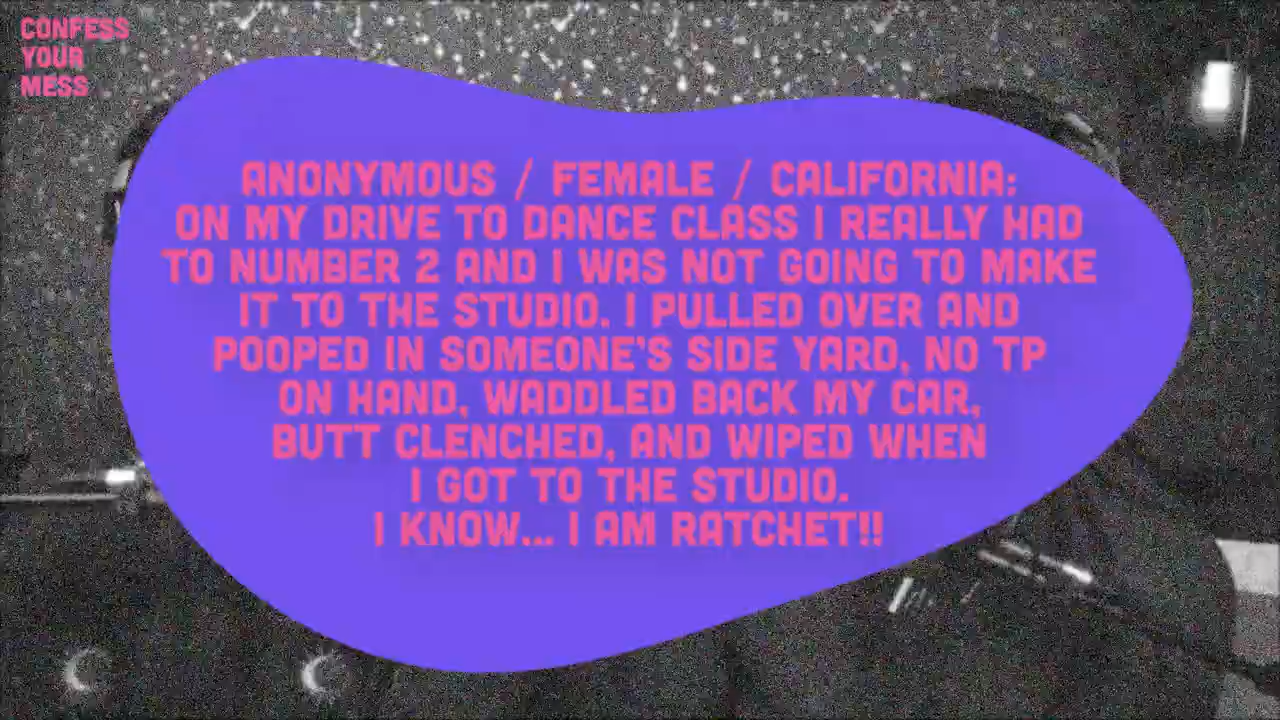 CONFESS
YOUR
MESS
ANONYMOUS / FEMALE / CALIFORNIA:
ON MY DRIVE TO DANCE CLASS I REALLY HAD
TO NUMBER 2 AND I WAS NOT GOING TO MAKE
IT TO THE STUDIO. I PULLED OVER AND
POOPED IN SOMEONE'S SIDE YARD, NO TP
ON HAND, WADDLED BACK MY CAR,
BUTT CLENCHED, AND WIPED WHEN
I GOT TO THE STUDIO.
I KNOW... I AM RATCHET!!